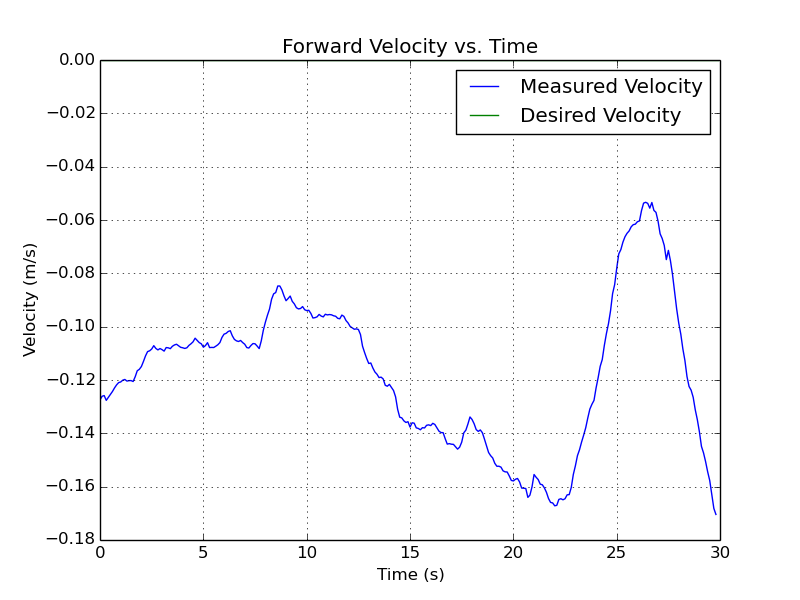 Forward Velocity vs. Time
Measured Velocity
Desired Velocity
Velocity (m/s)
0.00
−0.02
−0.04
−0.06
−0.08
−0.10
−0.12
−0.14
−0.16
−0.18
0 5 10 15 20 25 30
Time (s)